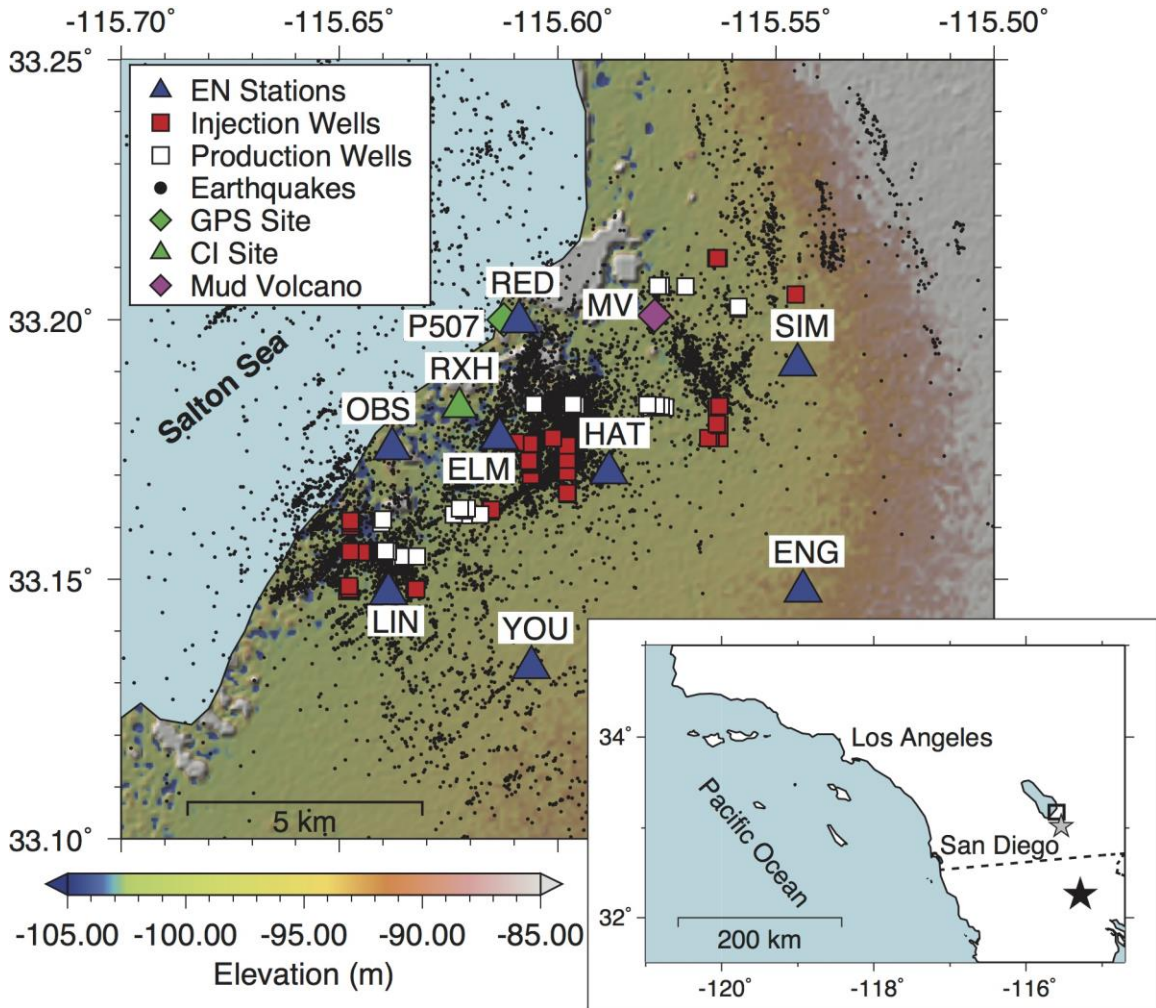 -115.70˚ -115.65˚ -115.60˚ -115.55˚ -115.50˚
33.25˚
33.20˚
33.15˚
33.10˚
EN Stations
Injection Wells
Production Wells
Earthquakes
GPS Site
CI Site
Mud Volcano
RED
P507
MV
SIM
RXH
OBS
HAT
ELM
ENG
LIN
YOU
Salton Sea
5 km
-105.00 -100.00 -95.00 -90.00 -85.00
Elevation (m)
34˚
32˚
Los Angeles
San Diego
Pacific Ocean
200 km
-120˚ -118˚ -116˚